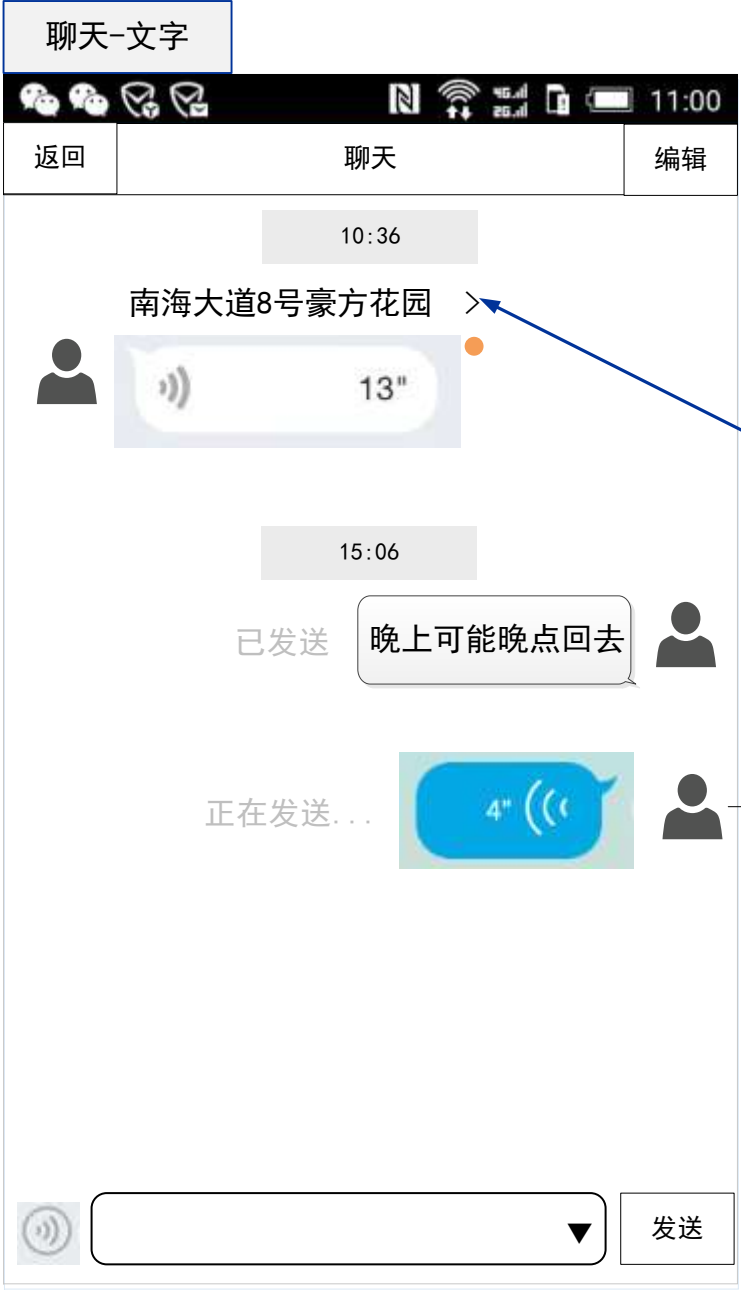 聊天-文字
4G 2G 11:00
返回 聊天 编辑
10:36
南海大道8号豪方花园 >
13"
15:06
已发送 晚上可能晚点回去
正在发送... 4"
发送